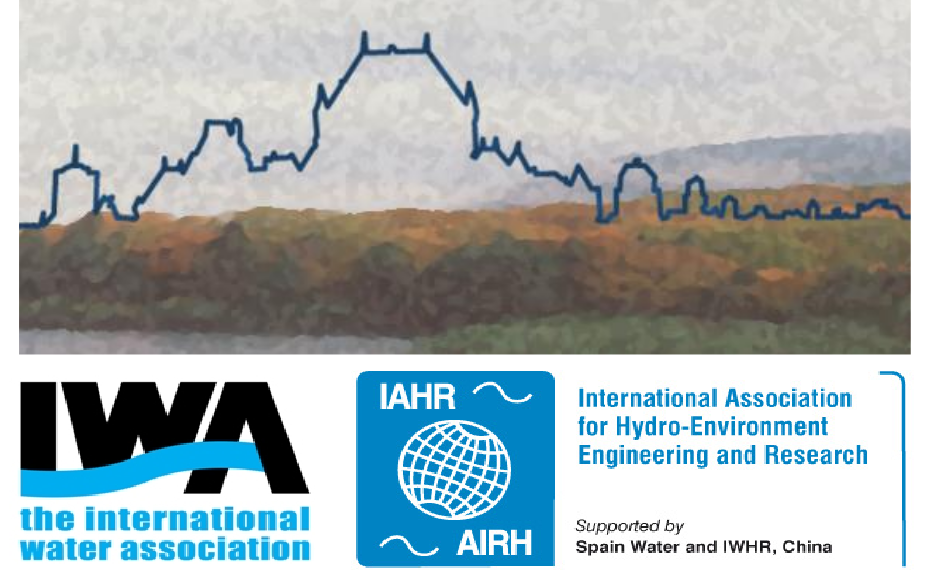 IWA
the international
water association
IAHR
AIRH
International Association
for Hydro-Environment
Engineering and Research
Supported by
Spain Water and IWHR, China